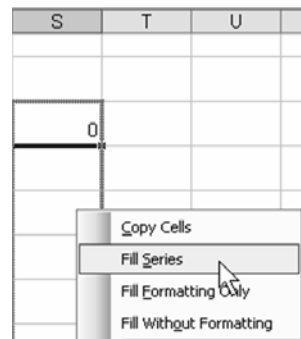 S T U
0
Copy Cells
Fill Series
Fill Formatting Only
Fill Without Formatting